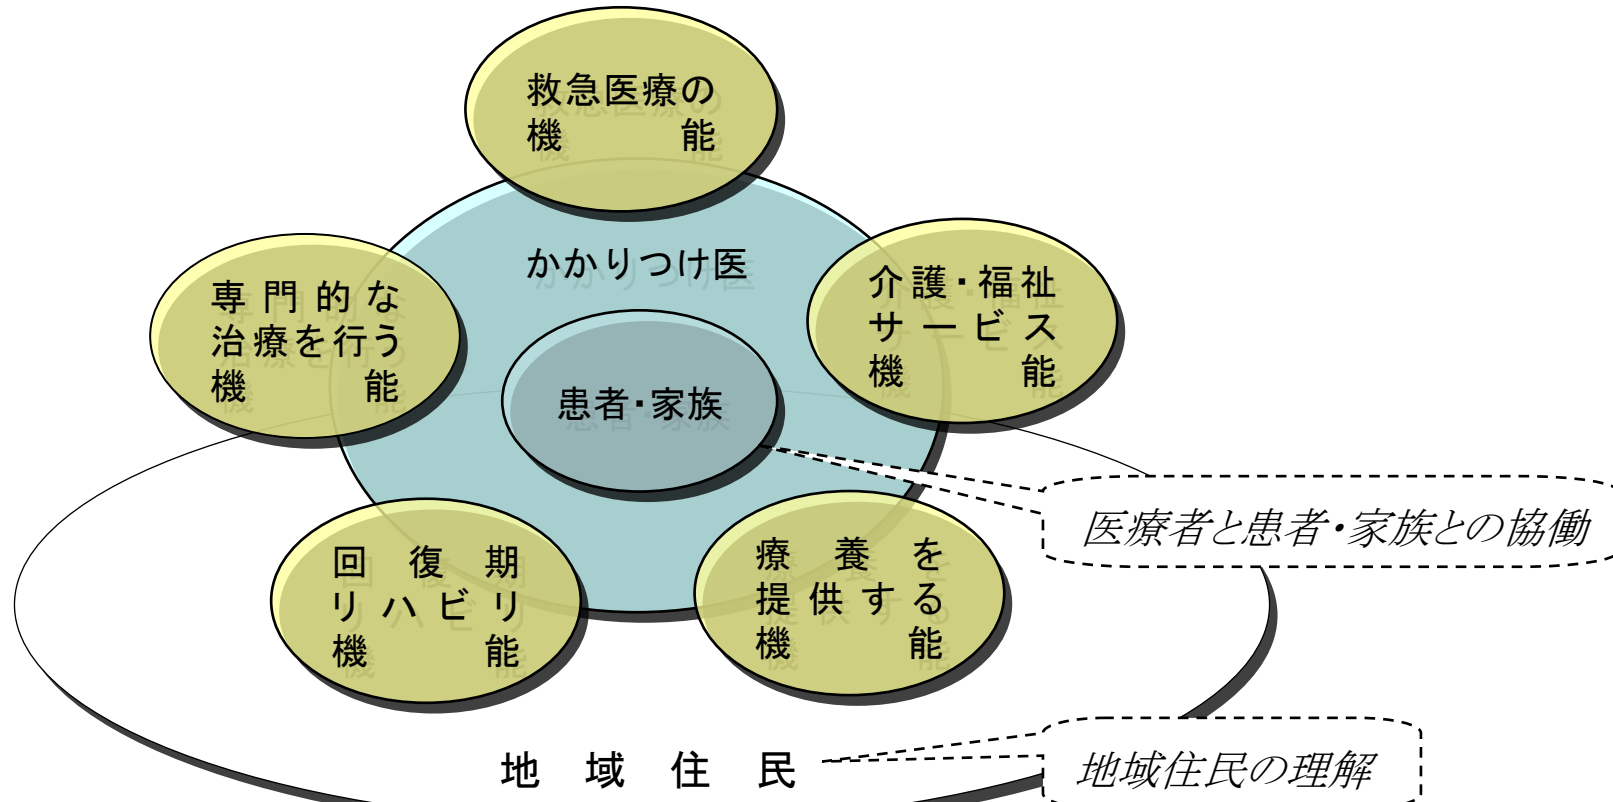 救急医療の
機能
かかりつけ医
専門的な
治療を行う
機能
介護・福祉
サービス
機能
患者・家族
医療者と患者・家族との協働
回復期
リハビリ
機能
療養を
提供する
機能
地域住民
地域住民の理解